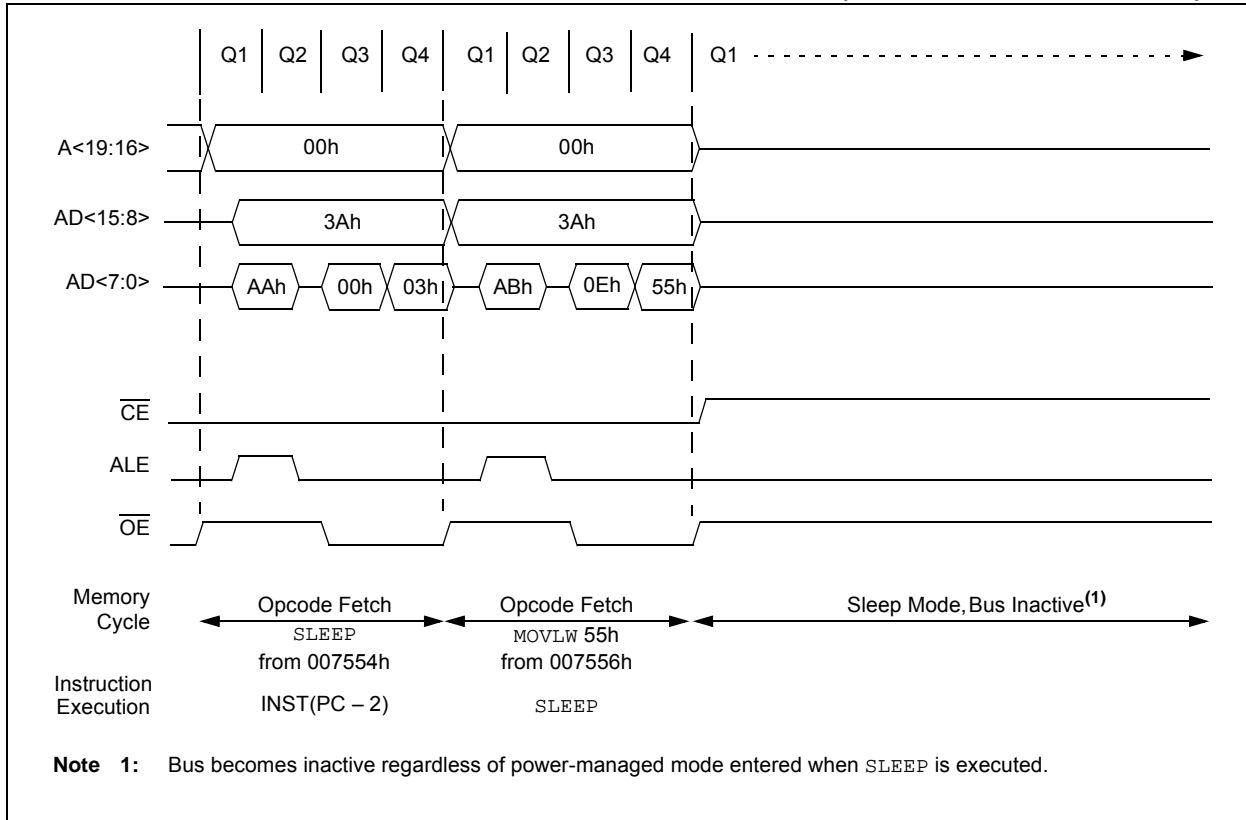 Q1 Q2 Q3 Q4 Q1 Q2 Q3 Q4 Q1
A<19:16> 00h 00h
AD<15:8> 3Ah 3Ah
AD<7:0> AAh 00h 03h ABh 0Eh 55h
CE
ALE
OE
Memory Cycle Opcode Fetch Opcode Fetch Sleep Mode, Bus Inactive(1)
SLEEP MOVLW 55h
from 007554h from 007556h
Instruction Execution INST(PC – 2) SLEEP
Note 1: Bus becomes inactive regardless of power-managed mode entered when SLEEP is executed.